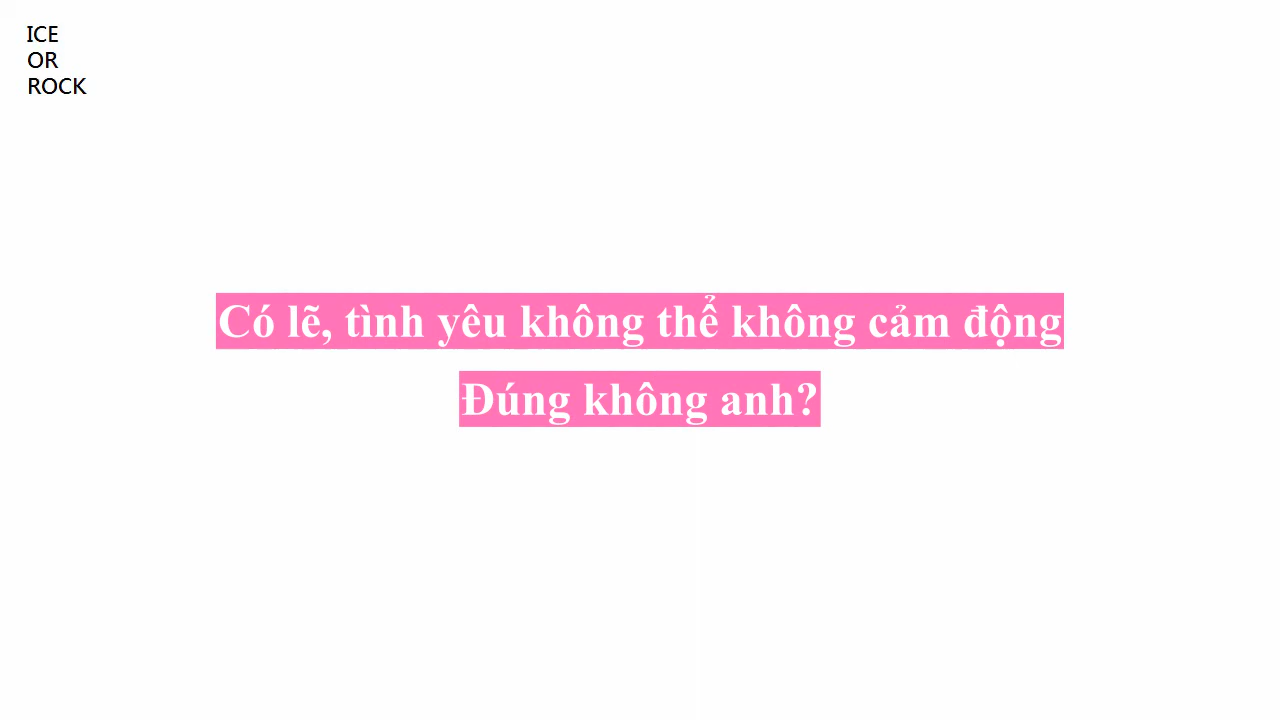 ICE
OR
ROCK
Có lẽ, tình yêu không thể không cảm động
Đúng không anh?